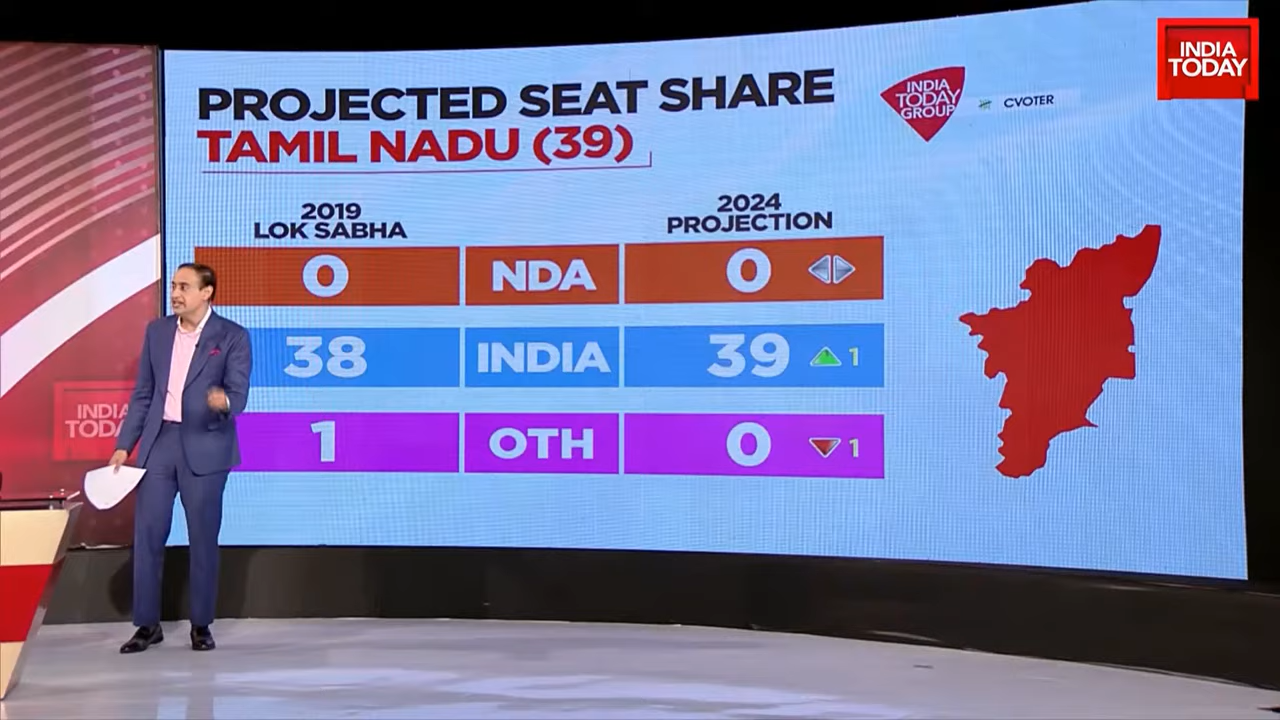 INDIA
TODAY
PROJECTED SEAT SHARE
TAMIL NADU (39)
INDIA
TODAY
GROUP
CVOTER
2019
LOK SABHA
2024
PROJECTION
0 NDA 0
38 INDIA 39 1
1 OTH 0 1
INDIA
TODAY